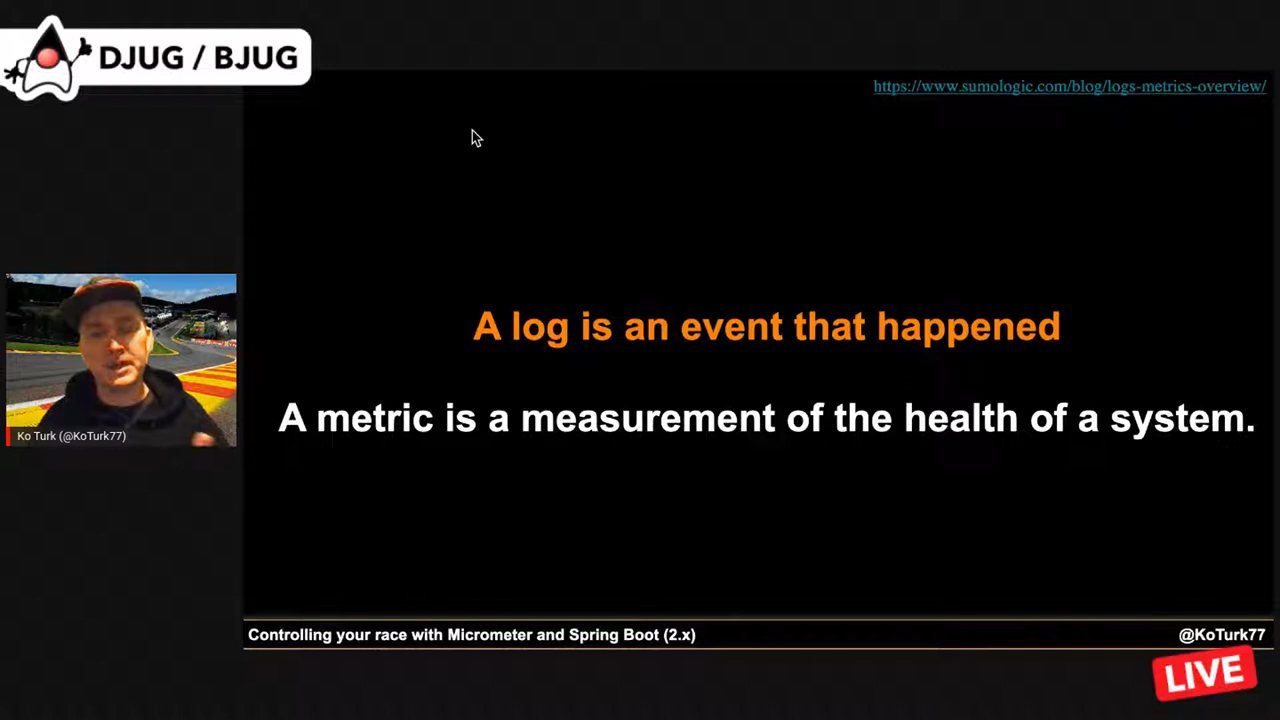 DJUG / BJUG
https://www.sumologic.com/blog/logs-metrics-overview/
A log is an event that happened
A metric is a measurement of the health of a system.
Ko Turk (@KoTurk77)
Controlling your race with Micrometer and Spring Boot (2.x)
@KoTurk77
LIVE